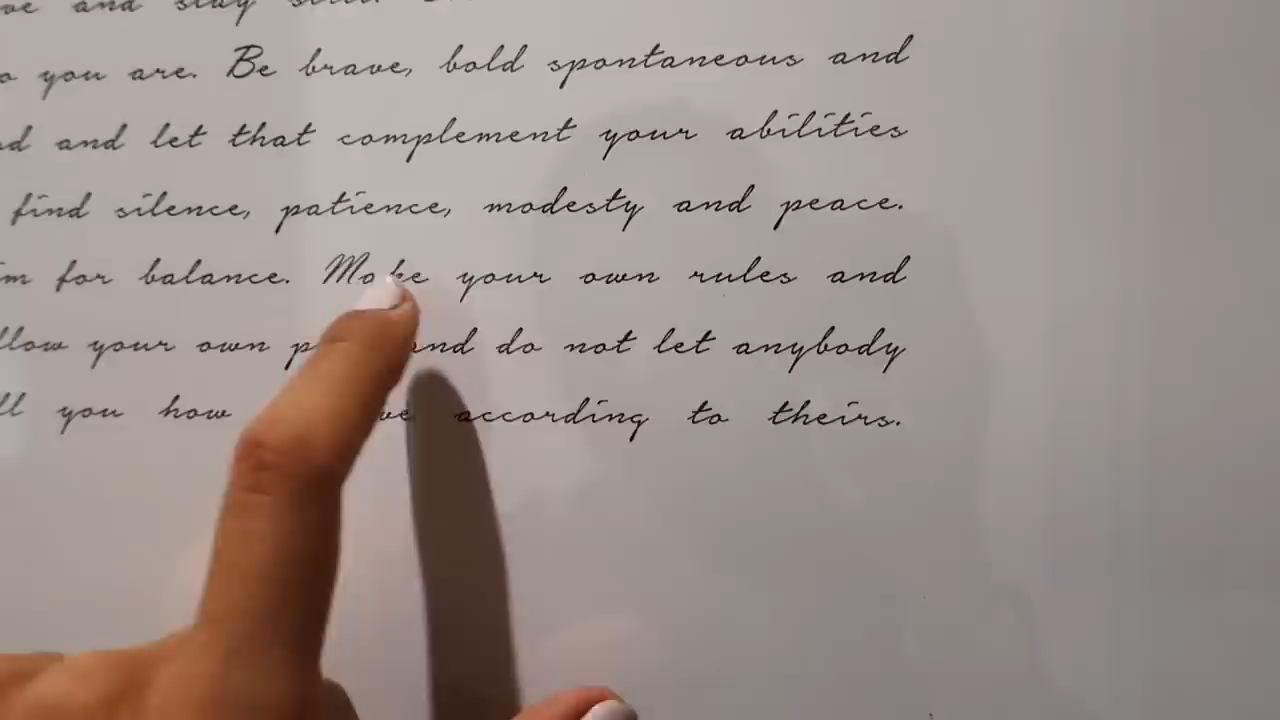 and stay
you are. Be brave, bold spontaneous and
and let that complement your abilities
find silence, patience, modesty and peace.
for balance. Make your own rules and
your own and do not let anybody
you how according to theirs.